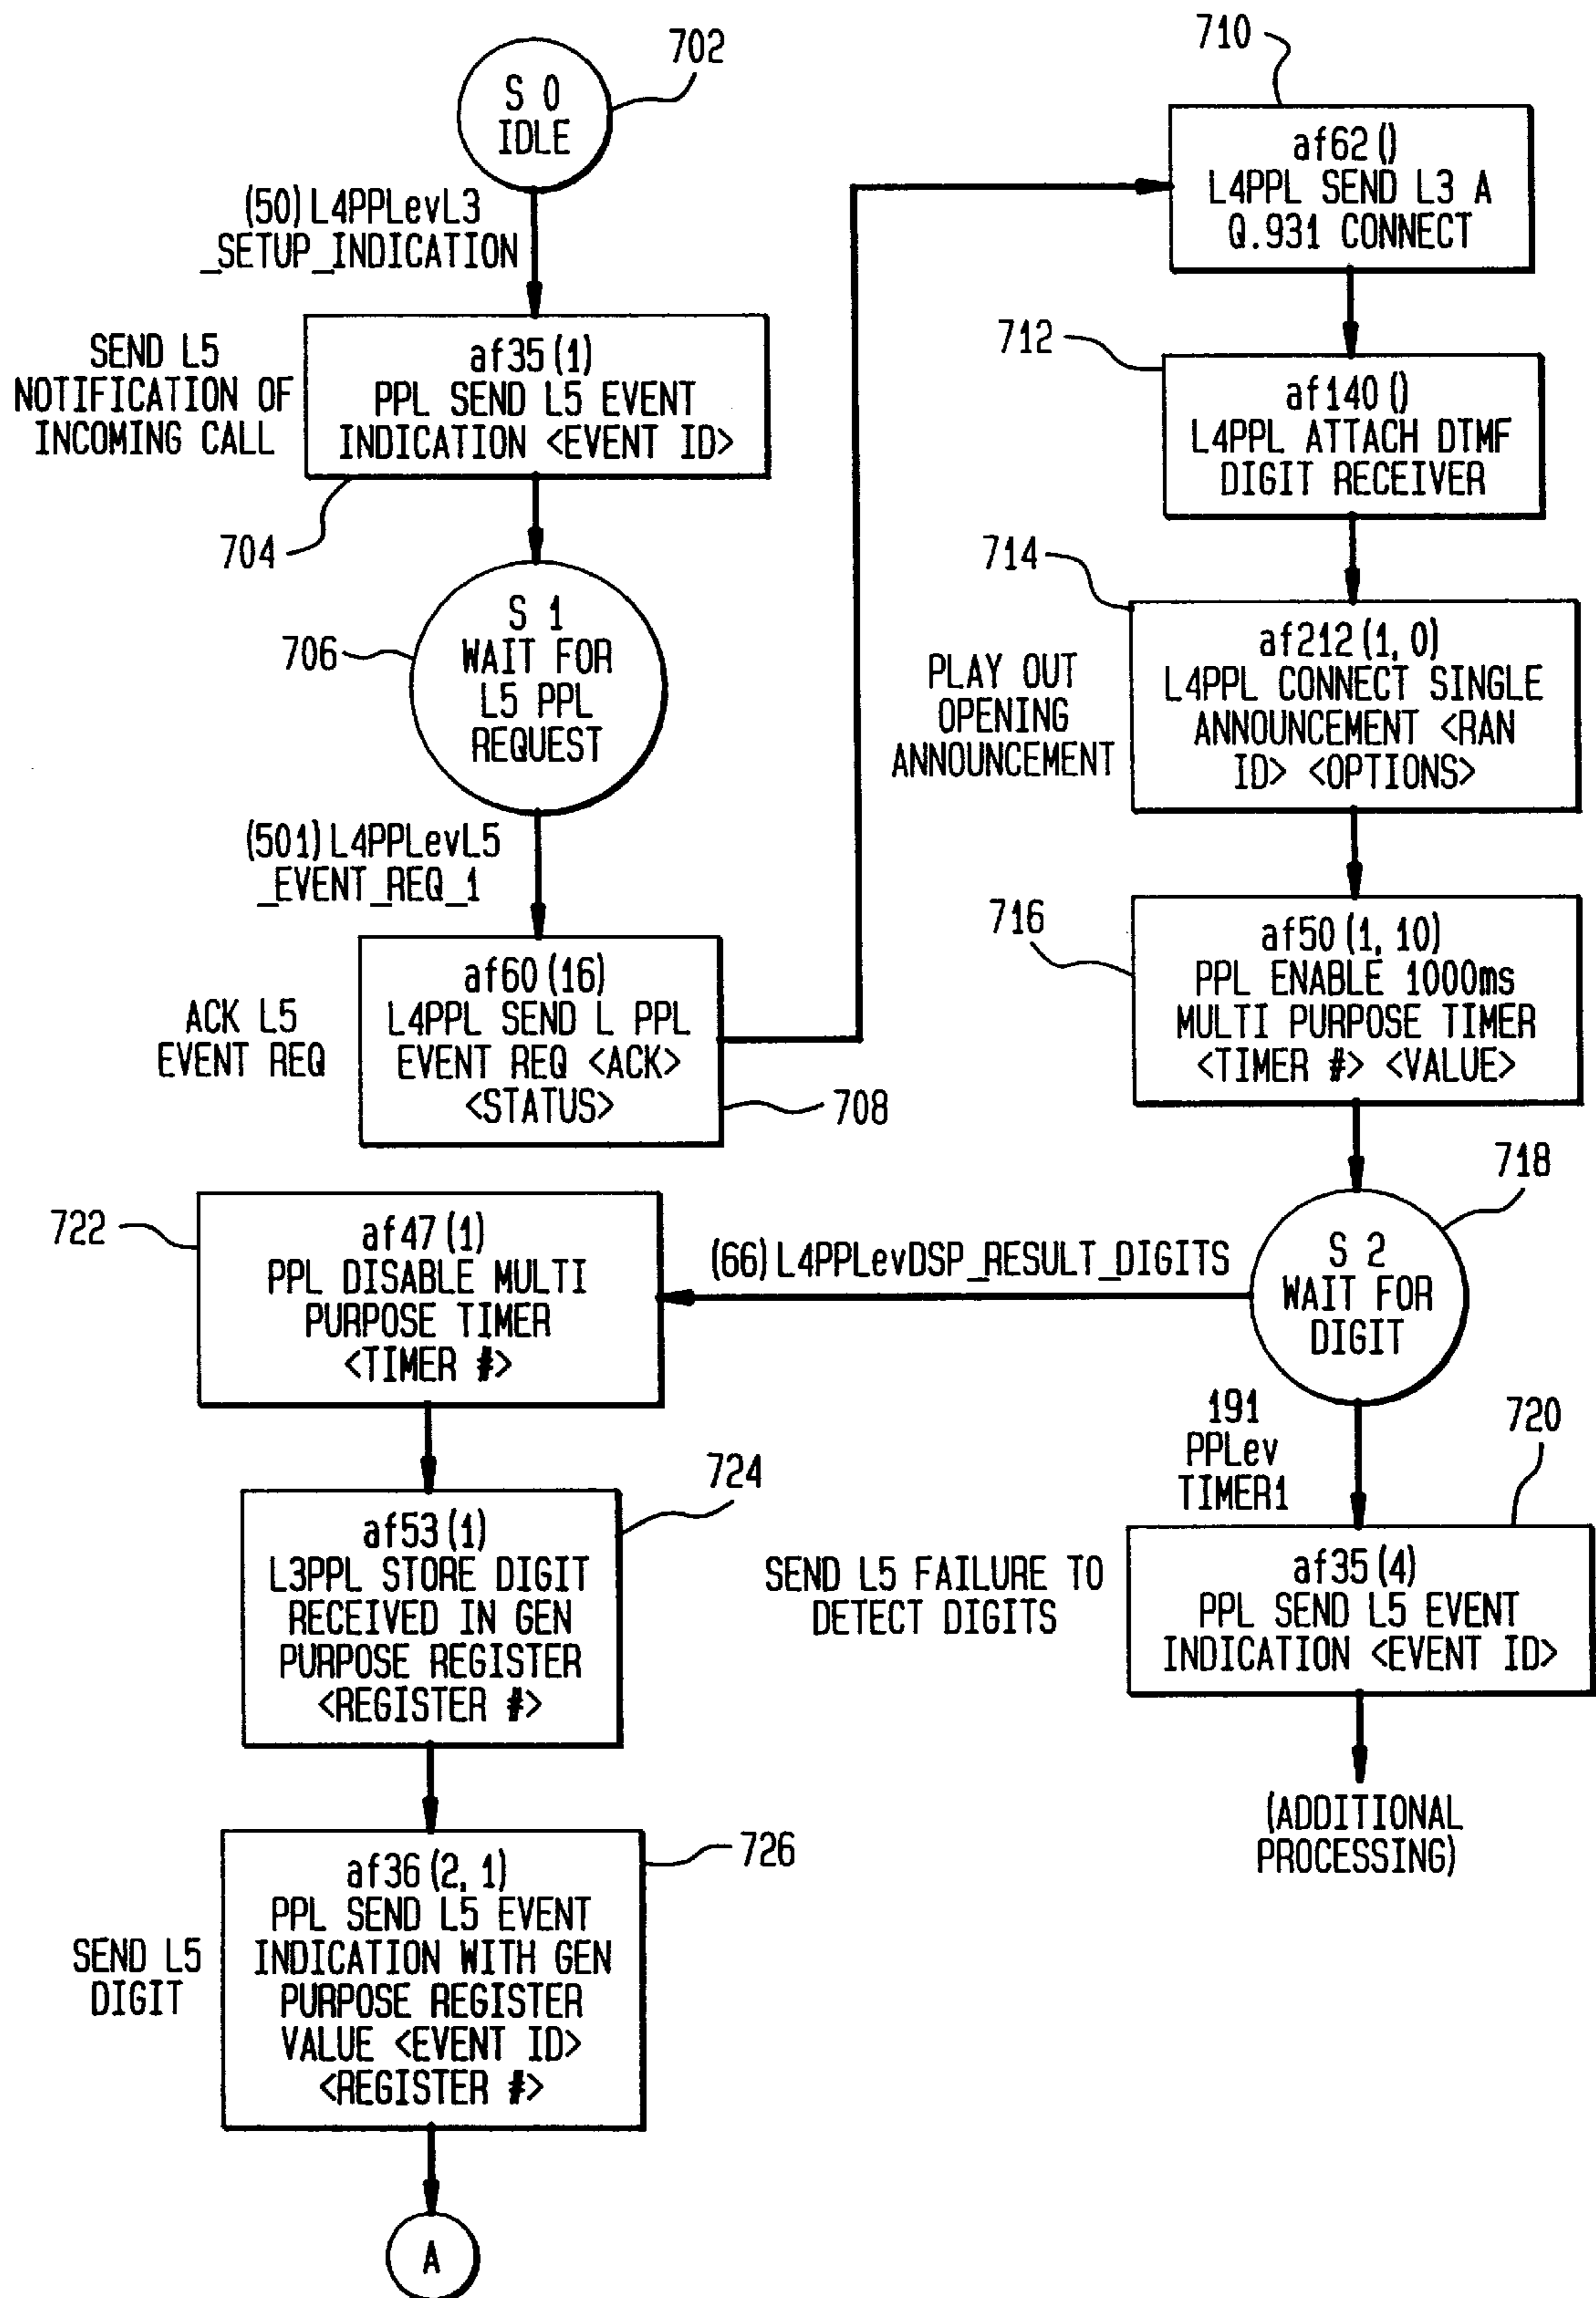 702
S 0
IDLE
(50)L4PPLevL3
_SETUP_INDICATION
SEND L5
NOTIFICATION OF
INCOMING CALL
af35(1)
PPL SEND L5 EVENT
INDICATION <EVENT ID>
704
S 1
WAIT FOR
L5 PPL
REQUEST
706
(501)L4PPLevL5
_EVENT_REQ_1
ACK L5
EVENT REQ
af60(16)
L4PPL SEND L PPL
EVENT REQ <ACK>
<STATUS>
708
710
af62()
L4PPL SEND L3 A
Q.931 CONNECT
712
af140()
L4PPL ATTACH DTMF
DIGIT RECEIVER
714
PLAY OUT
OPENING
ANNOUNCEMENT
af212(1,0)
L4PPL CONNECT SINGLE
ANNOUNCEMENT <RAN
ID> <OPTIONS>
716
af50(1,10)
PPL ENABLE 1000ms
MULTI PURPOSE TIMER
<TIMER #> <VALUE>
718
S 2
WAIT FOR
DIGIT
(66)L4PPLevDSP_RESULT_DIGITS
191
PPLev
TIMER1
720
SEND L5 FAILURE TO
DETECT DIGITS
af35(4)
PPL SEND L5 EVENT
INDICATION <EVENT ID>
(ADDITIONAL
PROCESSING)
722
af47(1)
PPL DISABLE MULTI
PURPOSE TIMER
<TIMER #>
724
af53(1)
L3PPL STORE DIGIT
RECEIVED IN GEN
PURPOSE REGISTER
<REGISTER #>
726
SEND L5
DIGIT
af36(2,1)
PPL SEND L5 EVENT
INDICATION WITH GEN
PURPOSE REGISTER
VALUE <EVENT ID>
<REGISTER #>
A